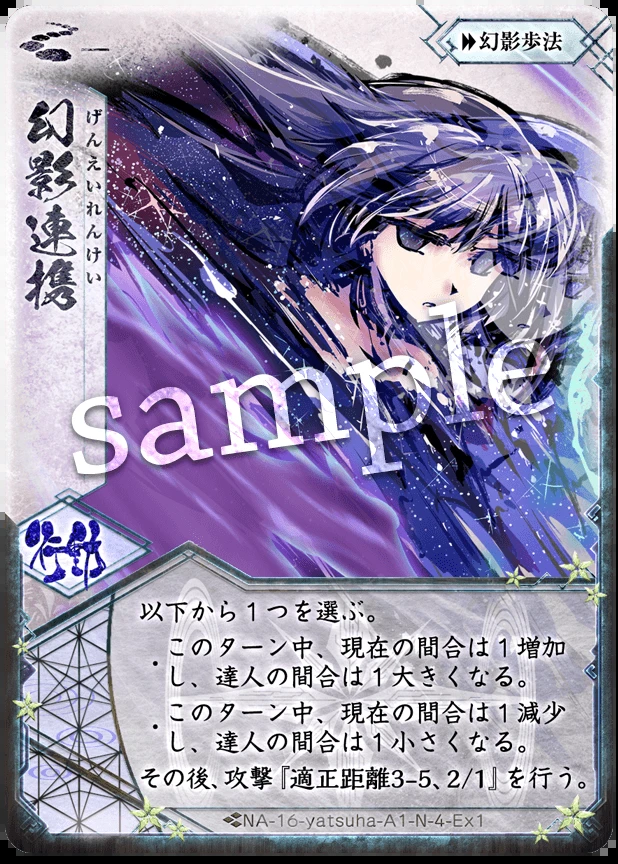 幻影歩法
幻影連携
げんえいれんけい
sample
行動
以下から１つを選ぶ。
・このターン中、現在の間合は１増加
し、達人の間合は１大きくなる。
・このターン中、現在の間合は１減少
し、達人の間合は１小さくなる。
その後、攻撃『適正距離3-5、2/1』を行う。
NA-16-yatsuha-A1-N-4-Ex1